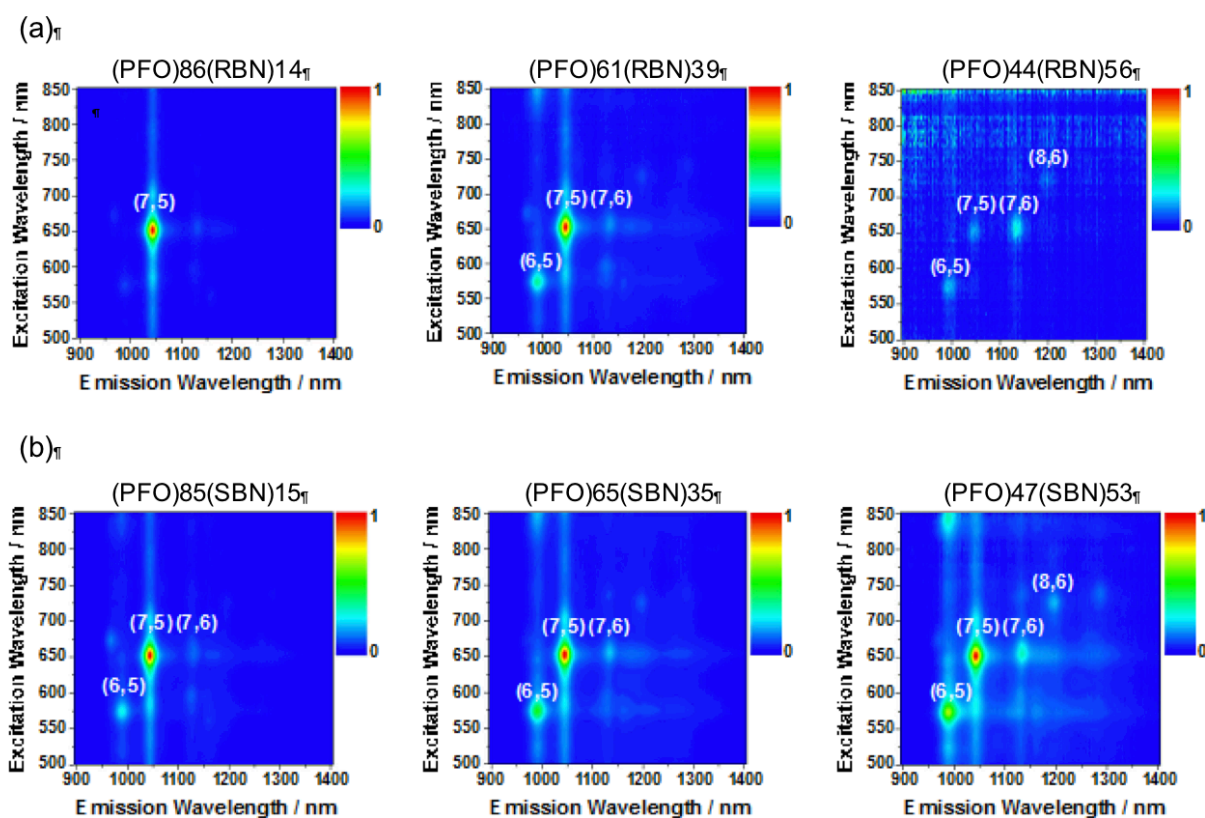 (a)¶
(PFO)86(RBN)14¶
(PFO)61(RBN)39¶
(PFO)44(RBN)56¶
Excitation Wavelength / nm
850
800
750
700
650
600
550
500
¶
(7,5)
1
0
900 1000 1100 1200 1300 1400
Emission Wavelength / nm
Excitation Wavelength / nm
850
800
750
700
650
600
550
500
(7,5) (7,6)
(6,5)
1
0
900 1000 1100 1200 1300 1400
Emission Wavelength / nm
Excitation Wavelength / nm
850
800
750
700
650
600
550
500
(8,6)
(7,5) (7,6)
(6,5)
1
0
900 1000 1100 1200 1300 1400
Emission Wavelength / nm
(b)¶
(PFO)85(SBN)15¶
(PFO)65(SBN)35¶
(PFO)47(SBN)53¶
Excitation Wavelength / nm
850
800
750
700
650
600
550
500
(7,5) (7,6)
(6,5)
1
0
900 1000 1100 1200 1300 1400
Emission Wavelength / nm
Excitation Wavelength / nm
850
800
750
700
650
600
550
500
(7,5) (7,6)
(6,5)
1
0
900 1000 1100 1200 1300 1400
Emission Wavelength / nm
Excitation Wavelength / nm
850
800
750
700
650
600
550
500
(8,6)
(7,5) (7,6)
(6,5)
1
0
900 1000 1100 1200 1300 1400
Emission Wavelength / nm